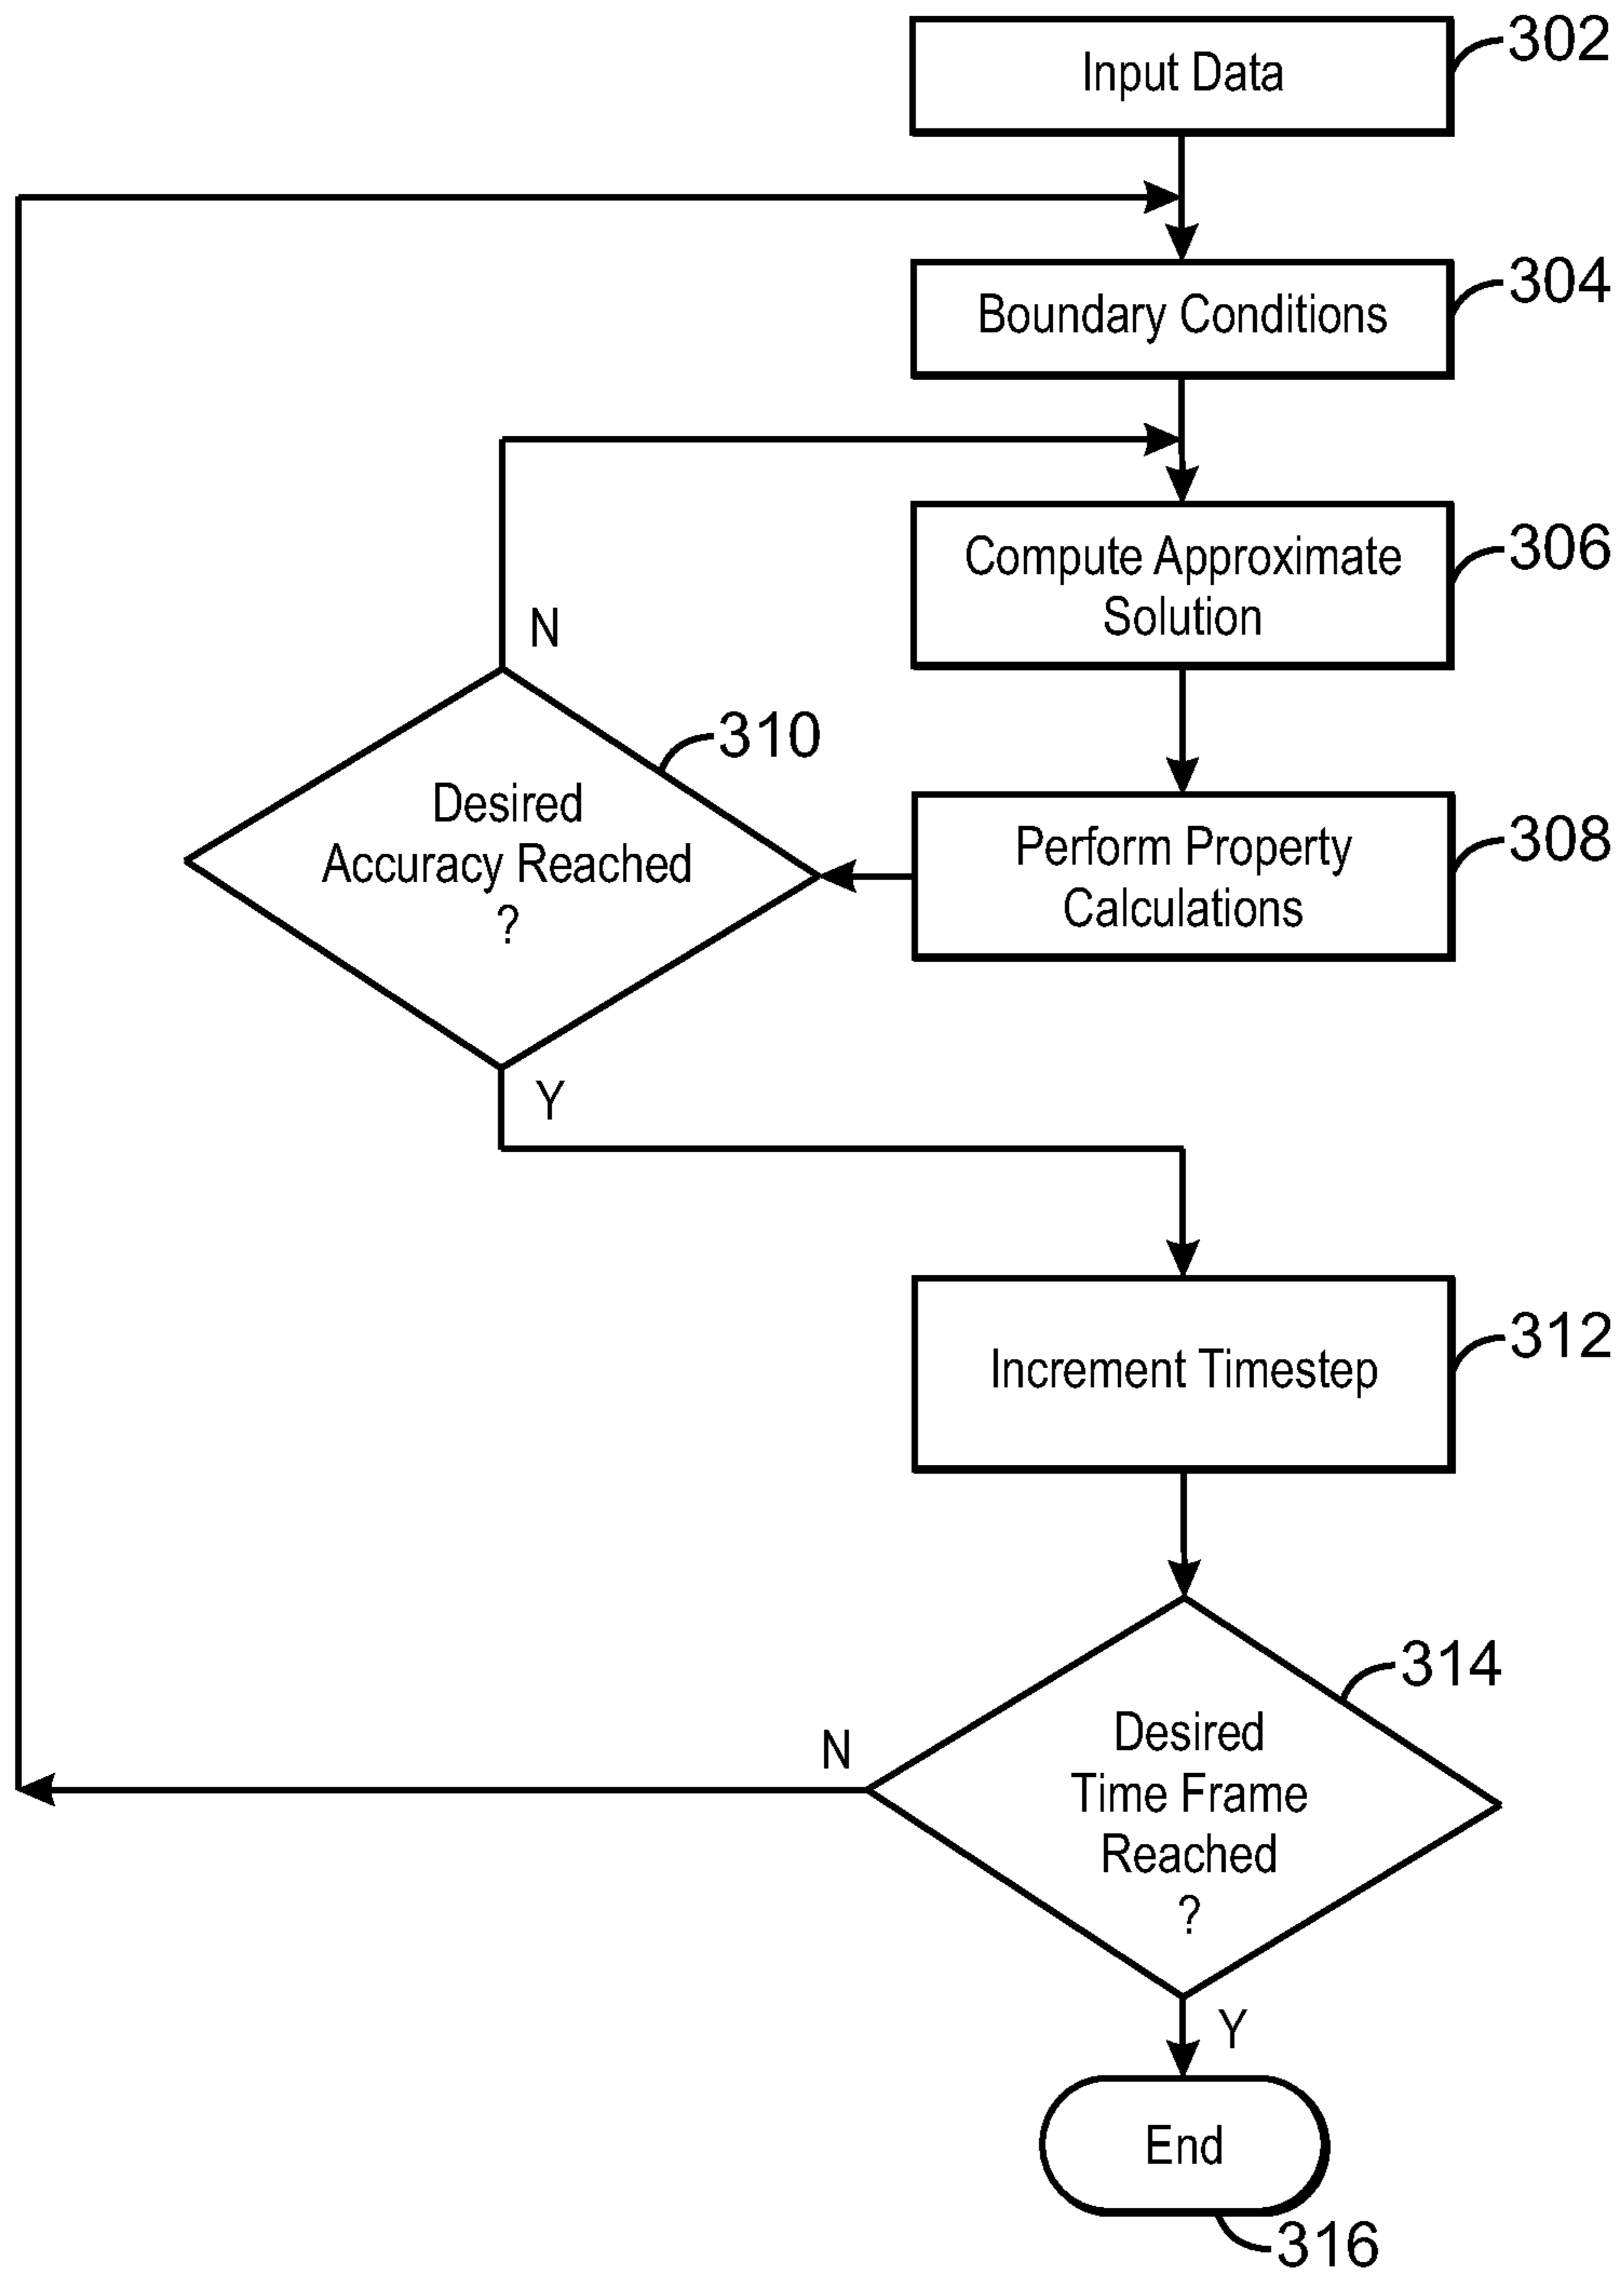 Input Data
302
Boundary Conditions
304
Compute Approximate
Solution
306
N
310
Desired
Accuracy Reached
?
Perform Property
Calculations
308
Y
Increment Timestep
312
314
N
Desired
Time Frame
Reached
?
Y
End
316